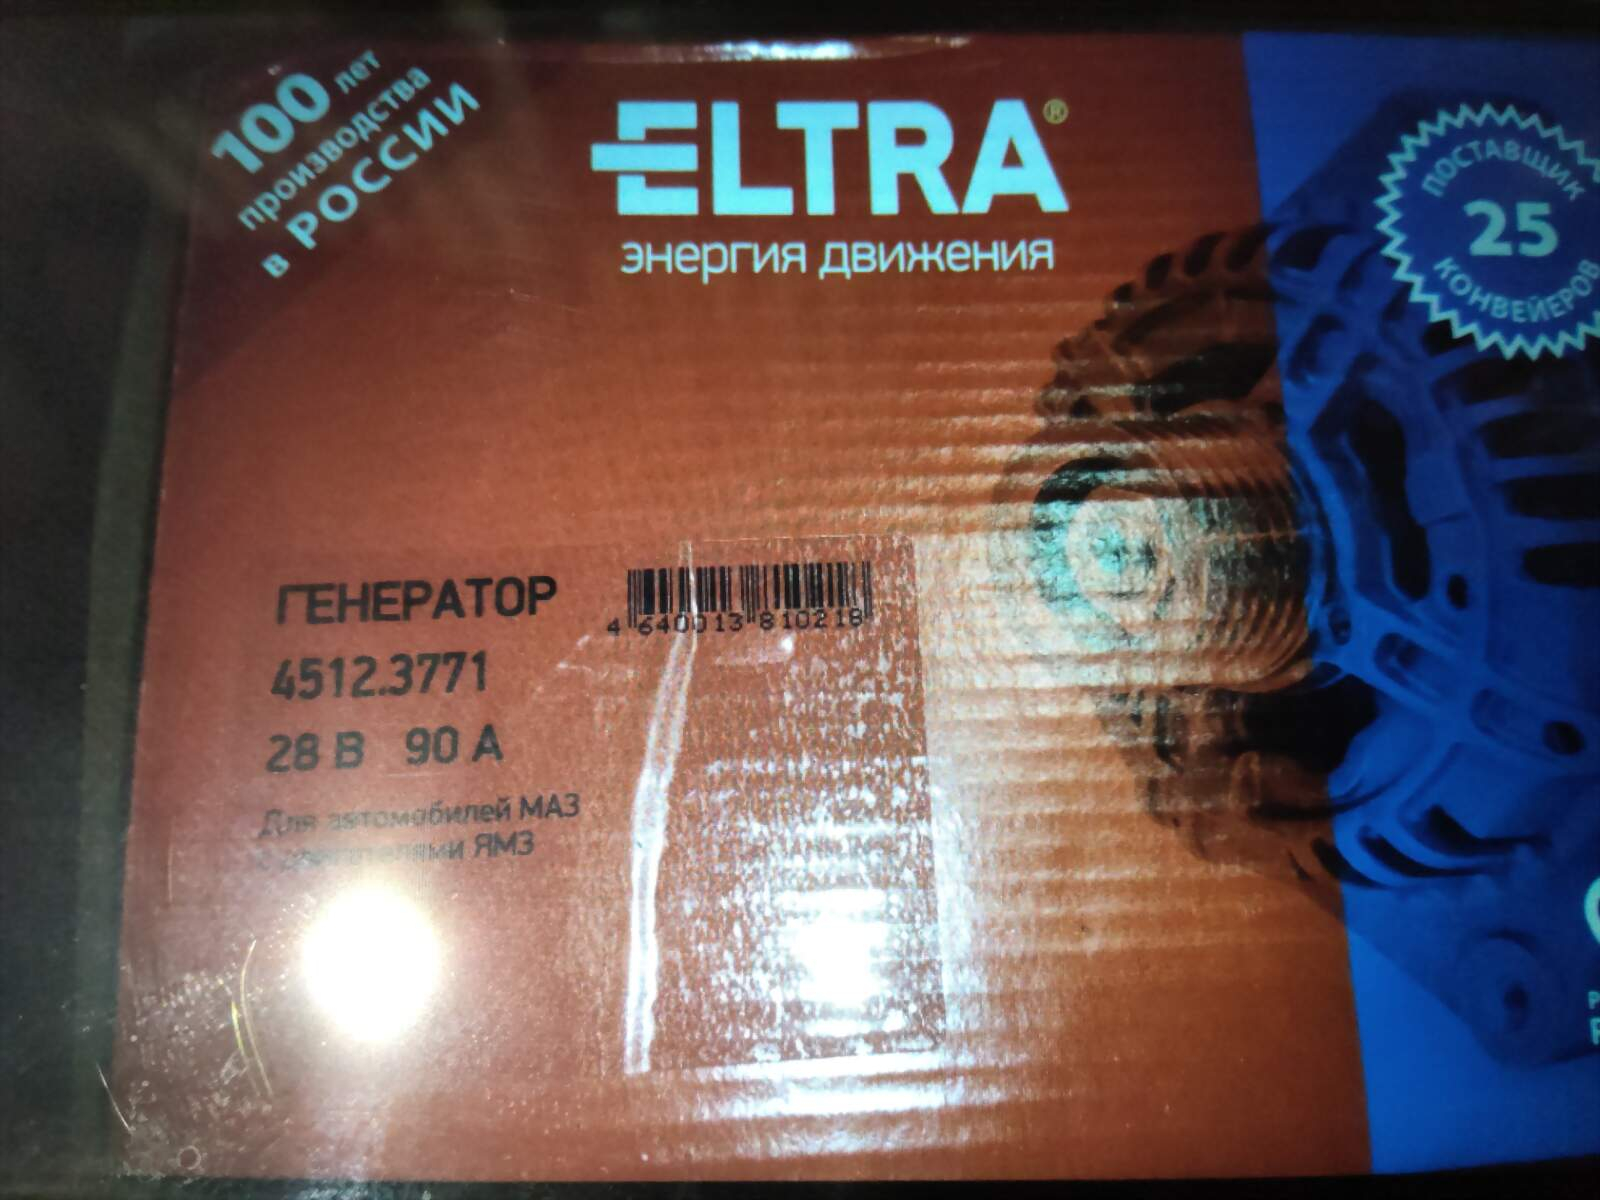 100 лет
производства
в РОССИИ
ELTRA®
энергия движения
ПОСТАВЩИК
25
КОНВЕЙЕРОВ
ГЕНЕРАТОР
4 640013 810218
4512.3771
28 В 90 А
Для автомобилей МАЗ
с двигателями ЯМЗ